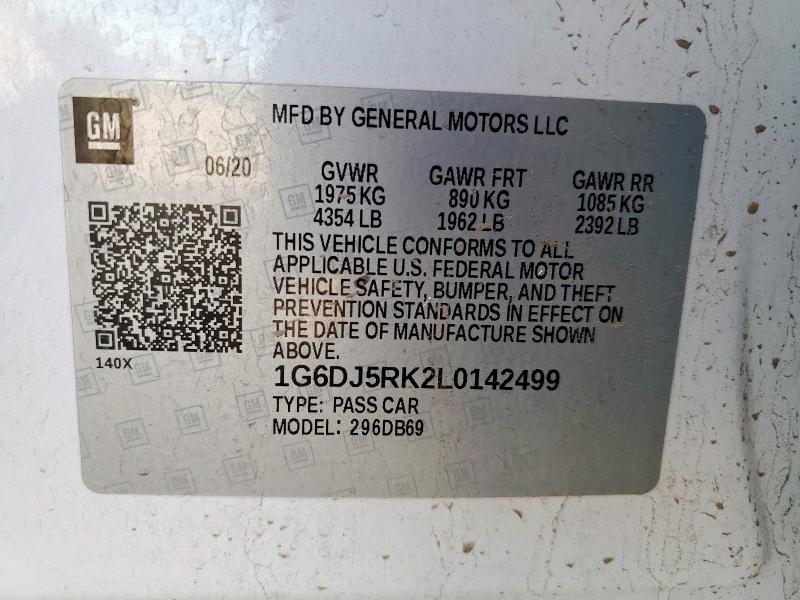 GM
MFD BY GENERAL MOTORS LLC
06/20
GVWR GAWR FRT GAWR RR
1975 KG 890 KG 1085 KG
4354 LB 1962 LB 2392 LB
THIS VEHICLE CONFORMS TO ALL
APPLICABLE U.S. FEDERAL MOTOR
VEHICLE SAFETY, BUMPER, AND THEFT
PREVENTION STANDARDS IN EFFECT ON
THE DATE OF MANUFACTURE SHOWN
ABOVE.
140X
1G6DJ5RK2L0142499
TYPE: PASS CAR
MODEL: 296DB69